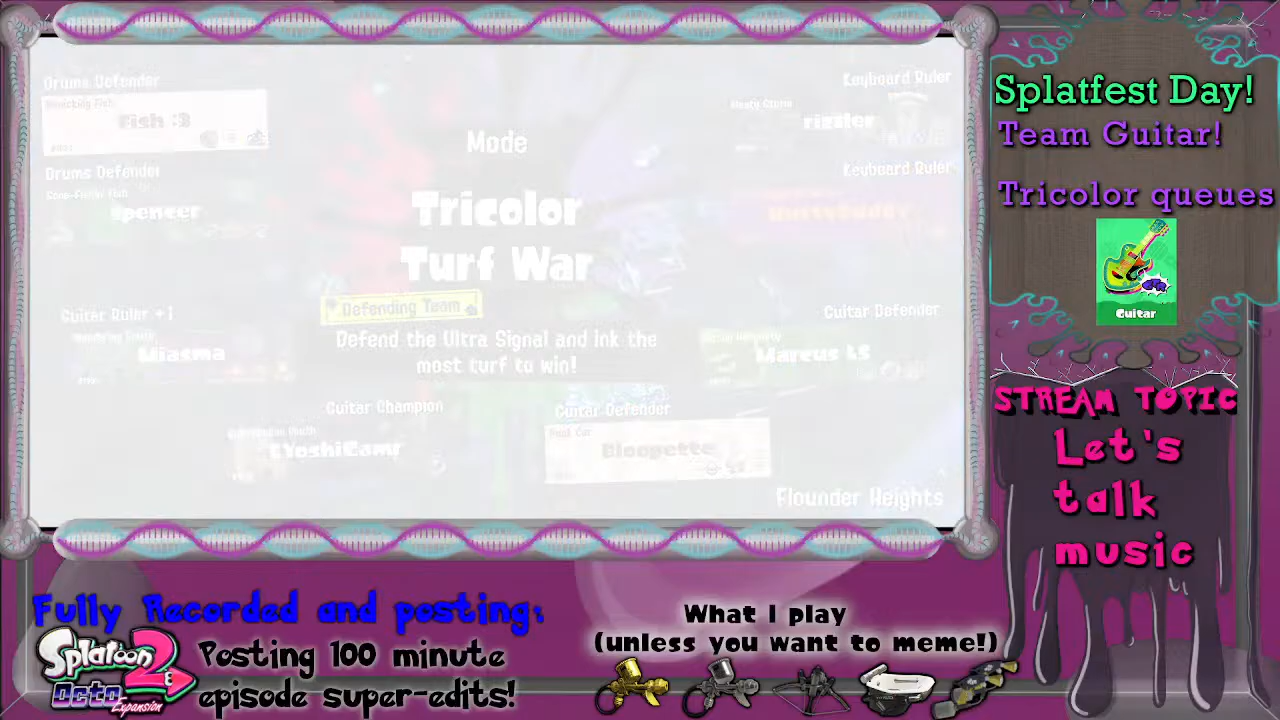 Drums Defender
Fish :3
Drums Defender
Spencer
Keyboard Ruler
Keyboard Ruler
Mode
Tricolor
Turf War
Defending Team
Defend the Ultra Signal and ink the
most turf to win!
Guitar Ruler +1
Miasma
Guitar Defender
Marcus
Guitar Champion
Guitar Defender
Bloopette
Flounder Heights
Splatfest Day!
Team Guitar!
Tricolor queues
Guitar
STREAM TOPIC
Let's
talk
music
Fully Recorded and posting:
Splatoon 2
Octo Expansion
Posting 100 minute
episode super-edits!
What I play
(unless you want to meme!)